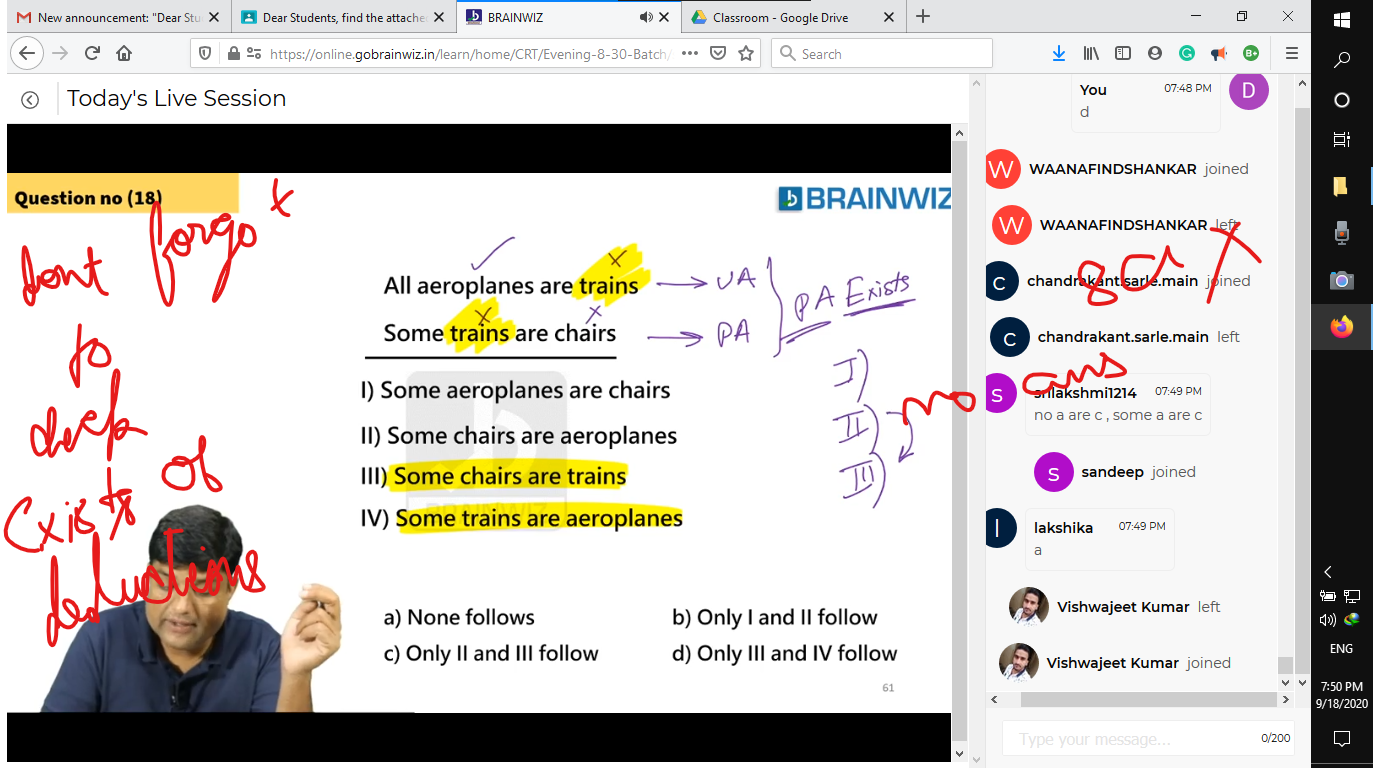 New announcement: "Dear Stu
Dear Students, find the attache
BRAINWIZ
Classroom - Google Drive
https://online.gobrainwiz.in/learn/home/CRT/Evening-8-30-Batch/
Search
Today's Live Session
Question no (18)
BRAINWIZ
dont forgo t
to
check
Exists of
deductions
All aeroplanes are trains → UA
Some trains are chairs → PA
PA Exists
I) Some aeroplanes are chairs
II) Some chairs are aeroplanes
III) Some chairs are trains
IV) Some trains are aeroplanes
I)
II)
III)
no ans
a) None follows
b) Only I and II follow
c) Only II and III follow
d) Only III and IV follow
61
You 07:48 PM
d
D
W WAANAFINDSHANKAR joined
W WAANAFINDSHANKAR left
c chandrakant.sarle.main joined
c chandrakant.sarle.main left
s srilakshmi1214 07:49 PM
no a are c , some a are c
s sandeep joined
l lakshika 07:49 PM
a
Vishwajeet Kumar left
Vishwajeet Kumar joined
Type your message...
0/200
ENG
7:50 PM
9/18/2020